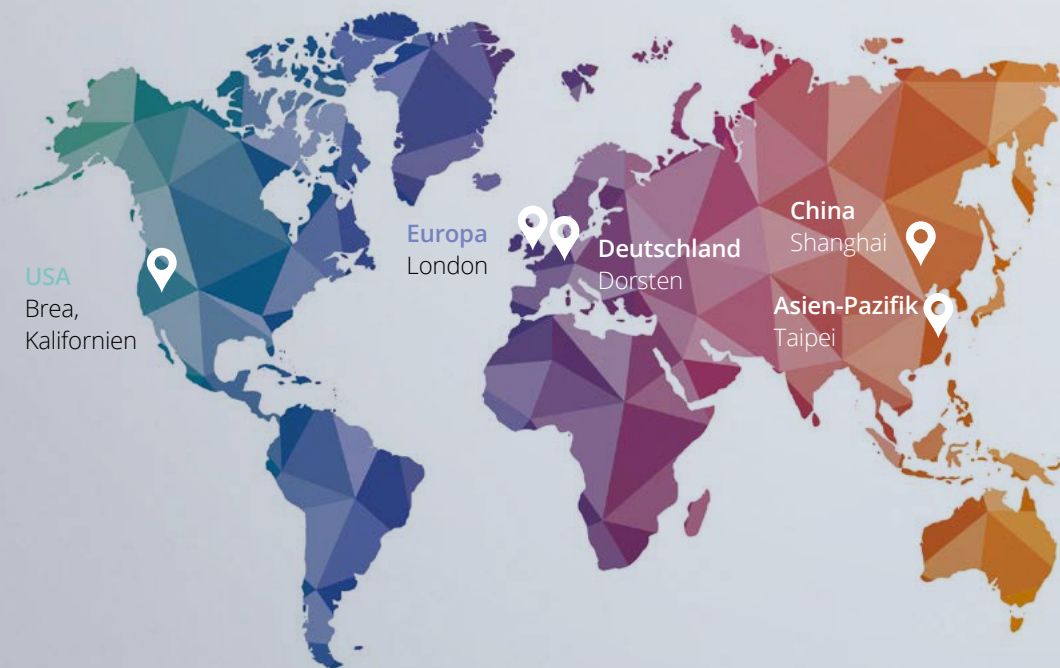 USA
Brea,
Kalifornien
Europa
London
Deutschland
Dorsten
China
Shanghai
Asien-Pazifik
Taipei